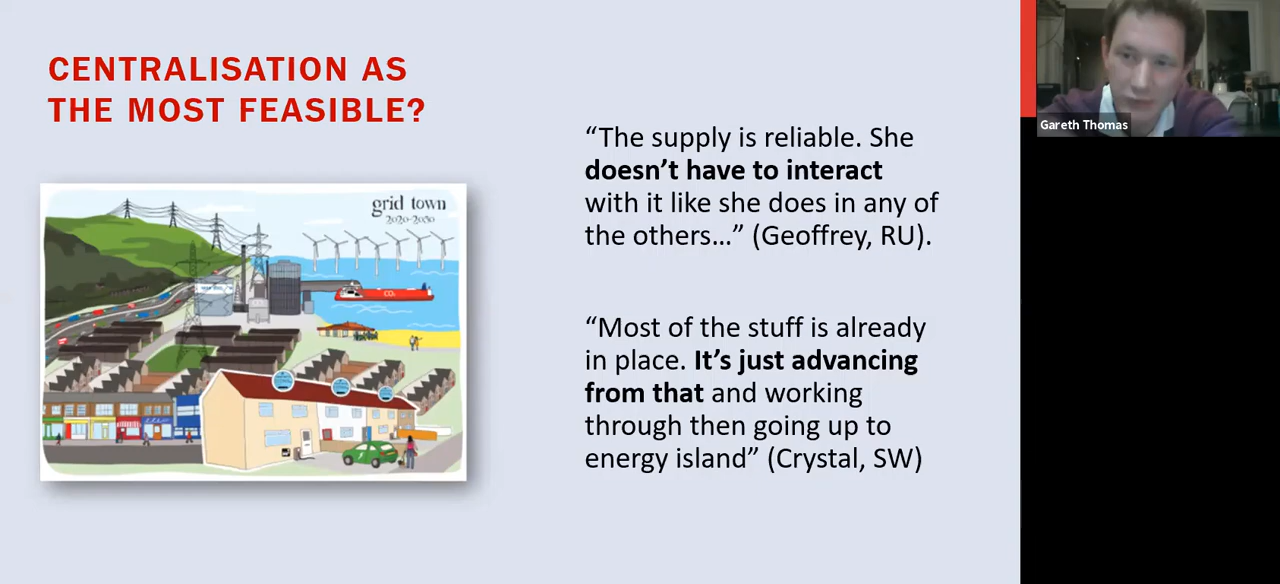 CENTRALISATION AS
THE MOST FEASIBLE?
grid town
2020-2030
CO₂
“The supply is reliable. She
doesn’t have to interact
with it like she does in any of
the others…” (Geoffrey, RU).
“Most of the stuff is already
in place. It’s just advancing
from that and working
through then going up to
energy island” (Crystal, SW)
Gareth Thomas